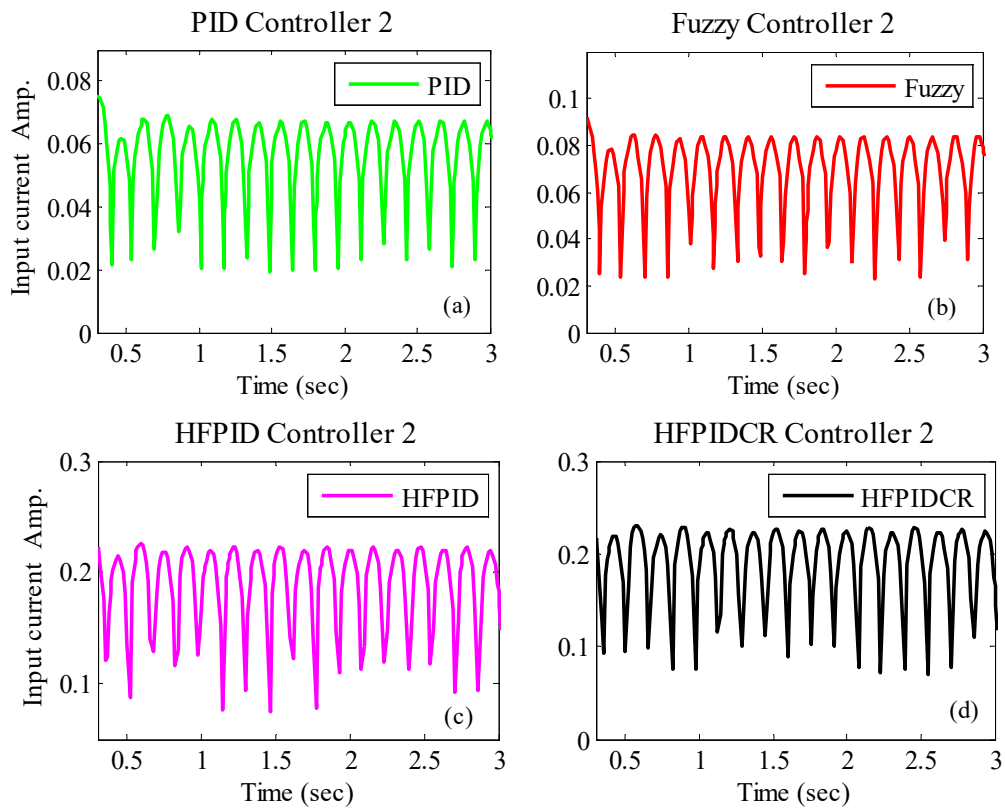 PID Controller 2
Fuzzy Controller 2
Input current Amp.
0.08
0.06
0.04
0.02
0
PID
(a)
0.5
1
1.5
2
2.5
3
Time (sec)
0.1
0.08
0.06
0.04
0.02
0
Fuzzy
(b)
0.5
1
1.5
2
2.5
3
Time (sec)
HFPID Controller 2
HFPIDCR Controller 2
Input current Amp.
0.3
0.2
0.1
HFPID
(c)
0.5
1
1.5
2
2.5
3
Time (sec)
0.3
0.2
0.1
0
HFPIDCR
(d)
0.5
1
1.5
2
2.5
3
Time (sec)